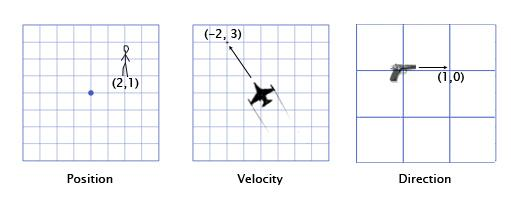 (2,1)
(-2, 3)
(1,0)
Position
Velocity
Direction